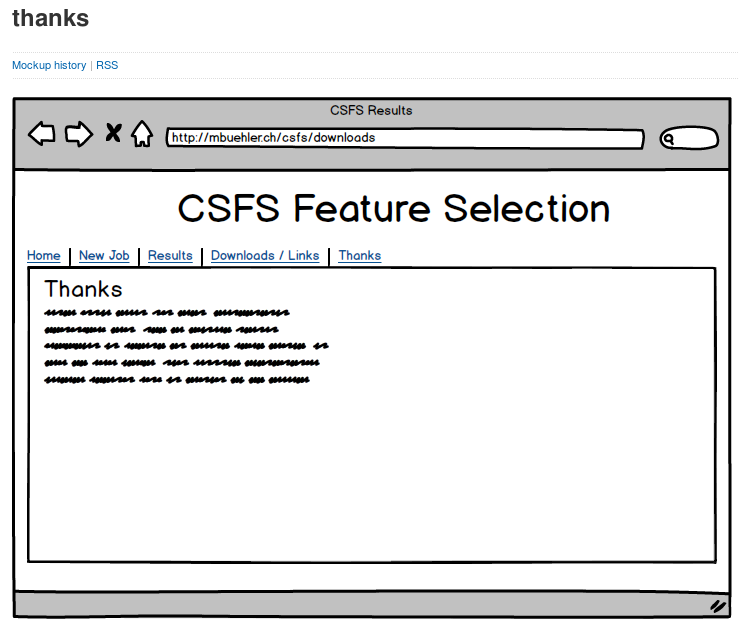 thanks
Mockup history | RSS
CSFS Results
http://mbuehler.ch/csfs/downloads
CSFS Feature Selection
Home | New Job | Results | Downloads / Links | Thanks
Thanks